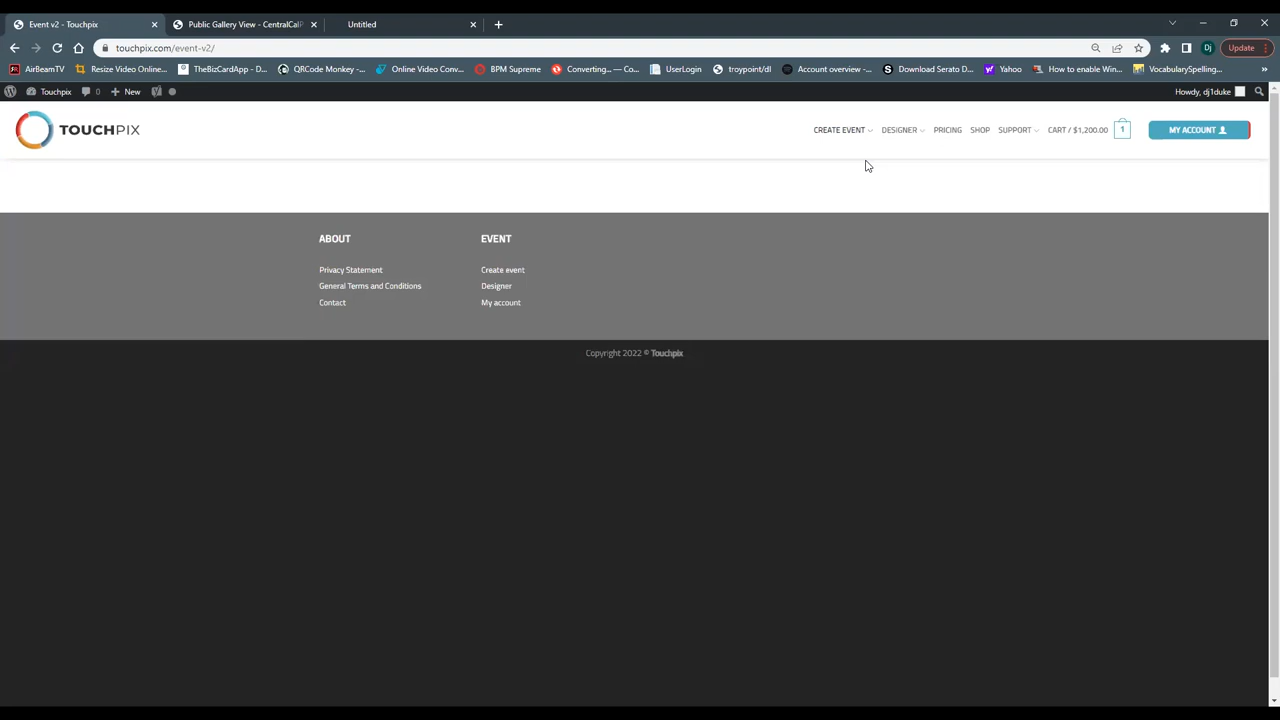 Event v2 - Touchpix
Public Gallery View - CentralCalP
Untitled
touchpix.com/event-v2/
Dj
Update
AirBeamTV
Resize Video Online...
TheBizCardApp - D...
QRCode Monkey -...
Online Video Conv...
BPM Supreme
Converting... — Co...
UserLogin
troypoint/dl
Account overview -...
Download Serato D...
Yahoo
How to enable Win...
VocabularySpelling...
Touchpix
0
New
Howdy, dj1duke
TOUCHPIX
CREATE EVENT
DESIGNER
PRICING
SHOP
SUPPORT
CART / $1,200.00
1
MY ACCOUNT
ABOUT
EVENT
Privacy Statement
Create event
General Terms and Conditions
Designer
Contact
My account
Copyright 2022 © Touchpix